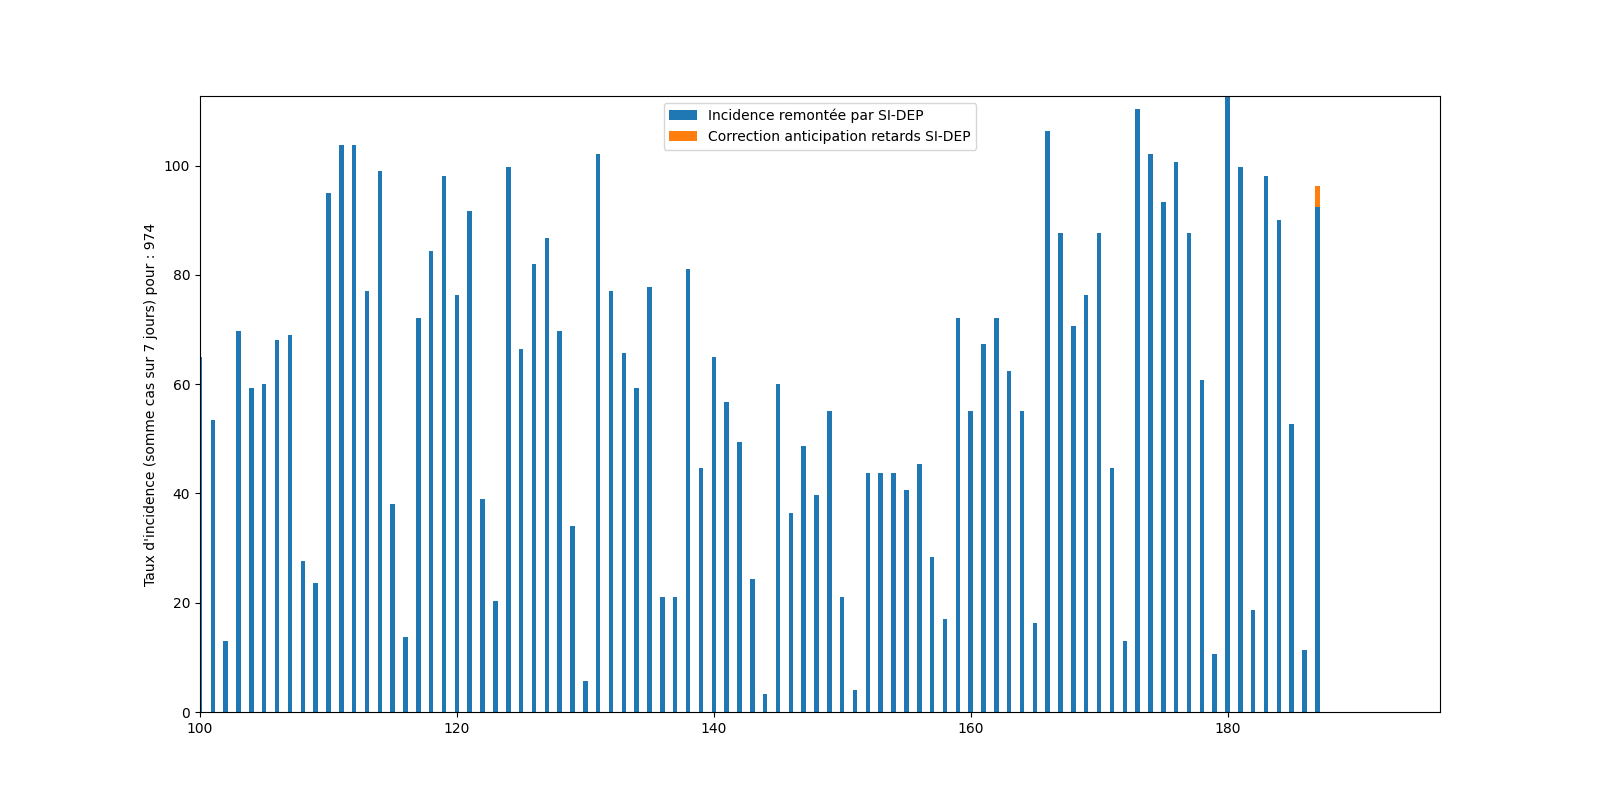 Incidence remontée par SI-DEP
Correction anticipation retards SI-DEP
Taux d'incidence (somme cas sur 7 jours) pour : 974
100
80
60
40
20
0
100 120 140 160 180